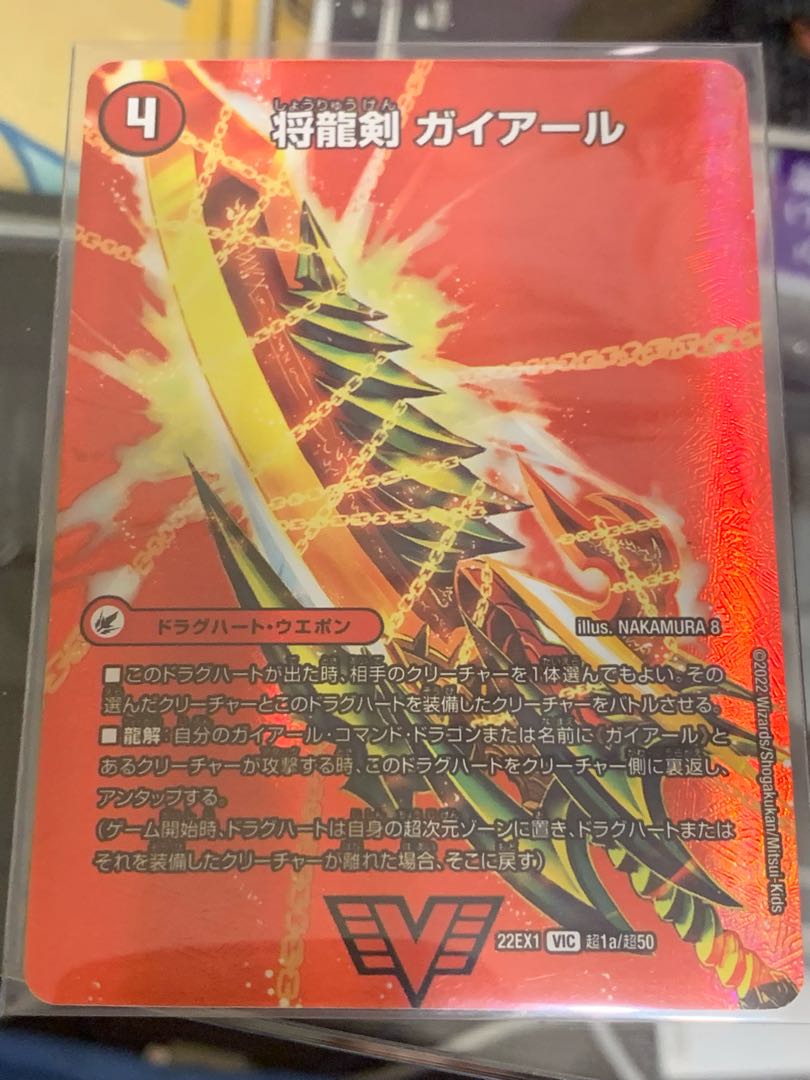 4
しょうりゅうけん
将龍剣 ガイアール
ドラグハート・ウエポン
illus. NAKAMURA 8
■このドラグハートが出た時、相手のクリーチャーを1体選んでもよい。その
選んだクリーチャーとこのドラグハートを装備したクリーチャーをバトルさせる。
■龍解:自分のガイアール・コマンド・ドラゴンまたは名前に《ガイアール》と
あるクリーチャーが攻撃する時、このドラグハートをクリーチャー側に裏返し、
アンタップする。
(ゲーム開始時、ドラグハートは自身の超次元ゾーンに置き、ドラグハートまたは
それを装備したクリーチャーが離れた場合、そこに戻す)
22EX1 VIC 超1a/超50
©2022 Wizards/Shogakukan/Mitsui-Kids